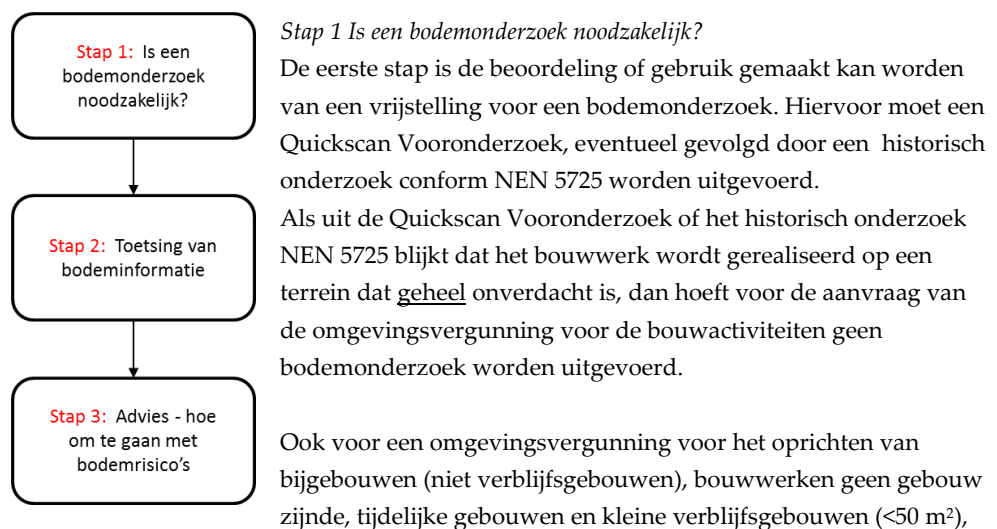 Stap 1: Is een
bodemonderzoek
noodzakelijk?
Stap 2: Toetsing van
bodeminformatie
Stap 3: Advies - hoe
om te gaan met
bodemrisico's
Stap 1 Is een bodemonderzoek noodzakelijk?
De eerste stap is de beoordeling of gebruik gemaakt kan worden
van een vrijstelling voor een bodemonderzoek. Hiervoor moet een
Quickscan Vooronderzoek, eventueel gevolgd door een historisch
onderzoek conform NEN 5725 worden uitgevoerd.
Als uit de Quickscan Vooronderzoek of het historisch onderzoek
NEN 5725 blijkt dat het bouwwerk wordt gerealiseerd op een
terrein dat geheel onverdacht is, dan hoeft voor de aanvraag van
de omgevingsvergunning voor de bouwactiviteiten geen
bodemonderzoek worden uitgevoerd.
Ook voor een omgevingsvergunning voor het oprichten van
bijgebouwen (niet verblijfsgebouwen), bouwwerken geen gebouw
zijnde, tijdelijke gebouwen en kleine verblijfsgebouwen (<50 m²),